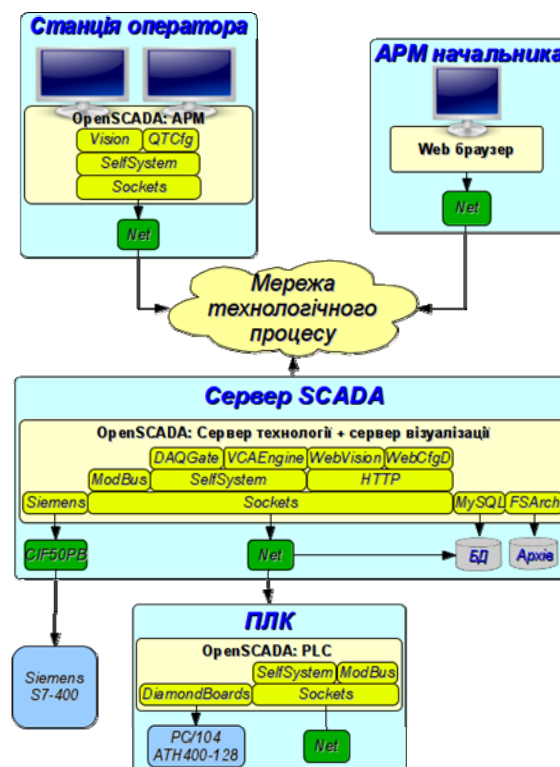 Станція оператора
OpenSCADA: АРМ
Vision QTCfg
SelfSystem
Sockets
Net
АРМ начальника
Web браузер
Net
Мережа
технологічного
процесу
Сервер SCADA
OpenSCADA: Сервер технології + сервер візуалізації
DAQGate VCAEngine WebVision WebCfgD
ModBus SelfSystem HTTP
Siemens Sockets MySQL FSArch
CIF50PB Net БД Архів
Siemens
S7-400
ПЛК
OpenSCADA: PLC
SelfSystem ModBus
DiamondBoards Sockets
PC/104
ATH400-128
Net